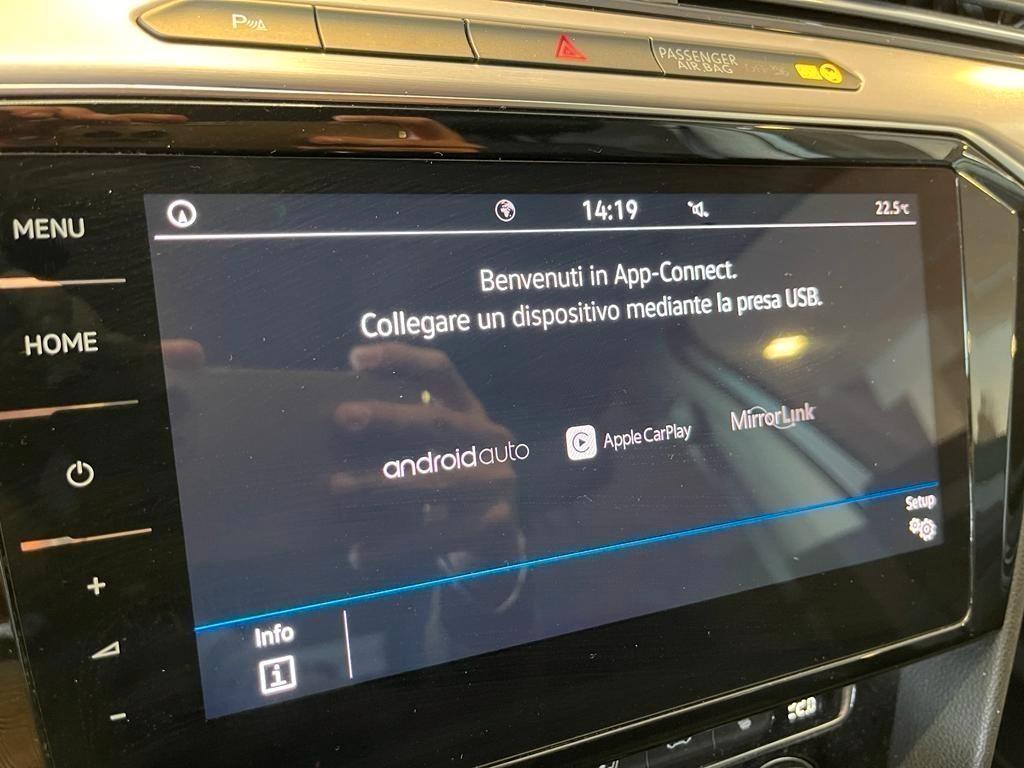 P
PASSENGER
AIR BAG
MENU
14:19
22.5°C
Benvenuti in App-Connect.
Collegare un dispositivo mediante la presa USB.
HOME
androidauto
Apple CarPlay
MirrorLink
Setup
+
Info
i
-